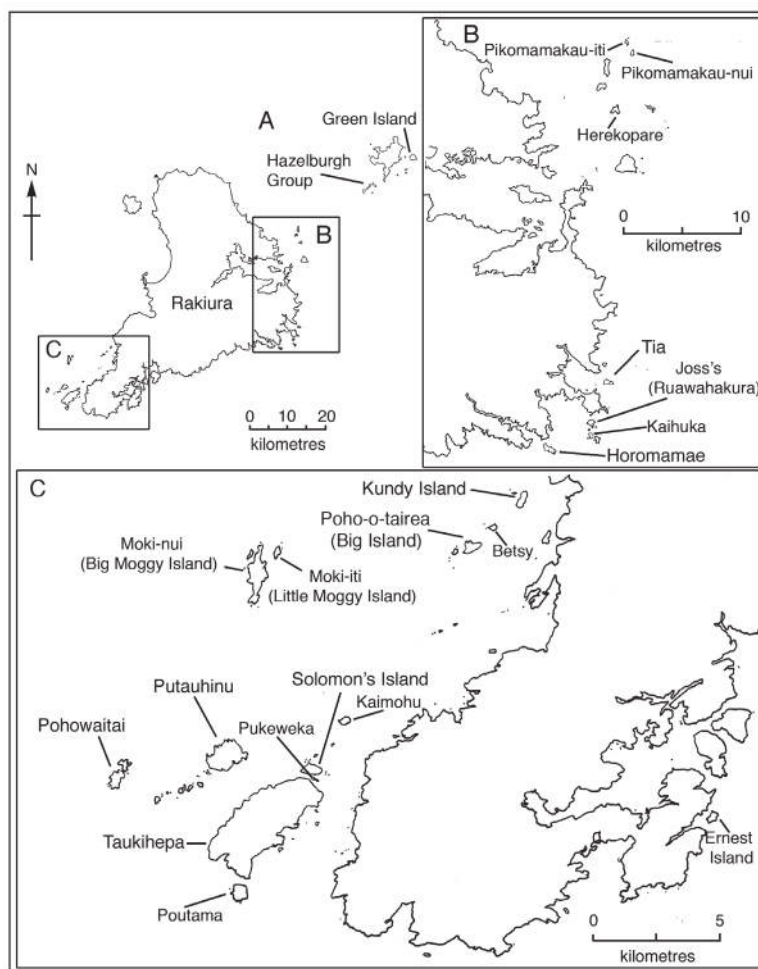 A
N
Green Island
Hazelburgh
Group
B
Rakiura
C
0 10 20
kilometres
B
Pikomamakau-iti
Pikomamakau-nui
Herekopare
0 10
kilometres
Tia
Joss's
(Ruawahakura)
Kaihuka
Horomamae
C
Kundy Island
Poho-o-tairea
(Big Island)
Betsy
Moki-nui
(Big Moggy Island)
Moki-iti
(Little Moggy Island)
Solomon's Island
Putauhinu
Kaimohu
Pukeweka
Pohowaitai
Taukihepa
Ernest
Island
Poutama
0 5
kilometres